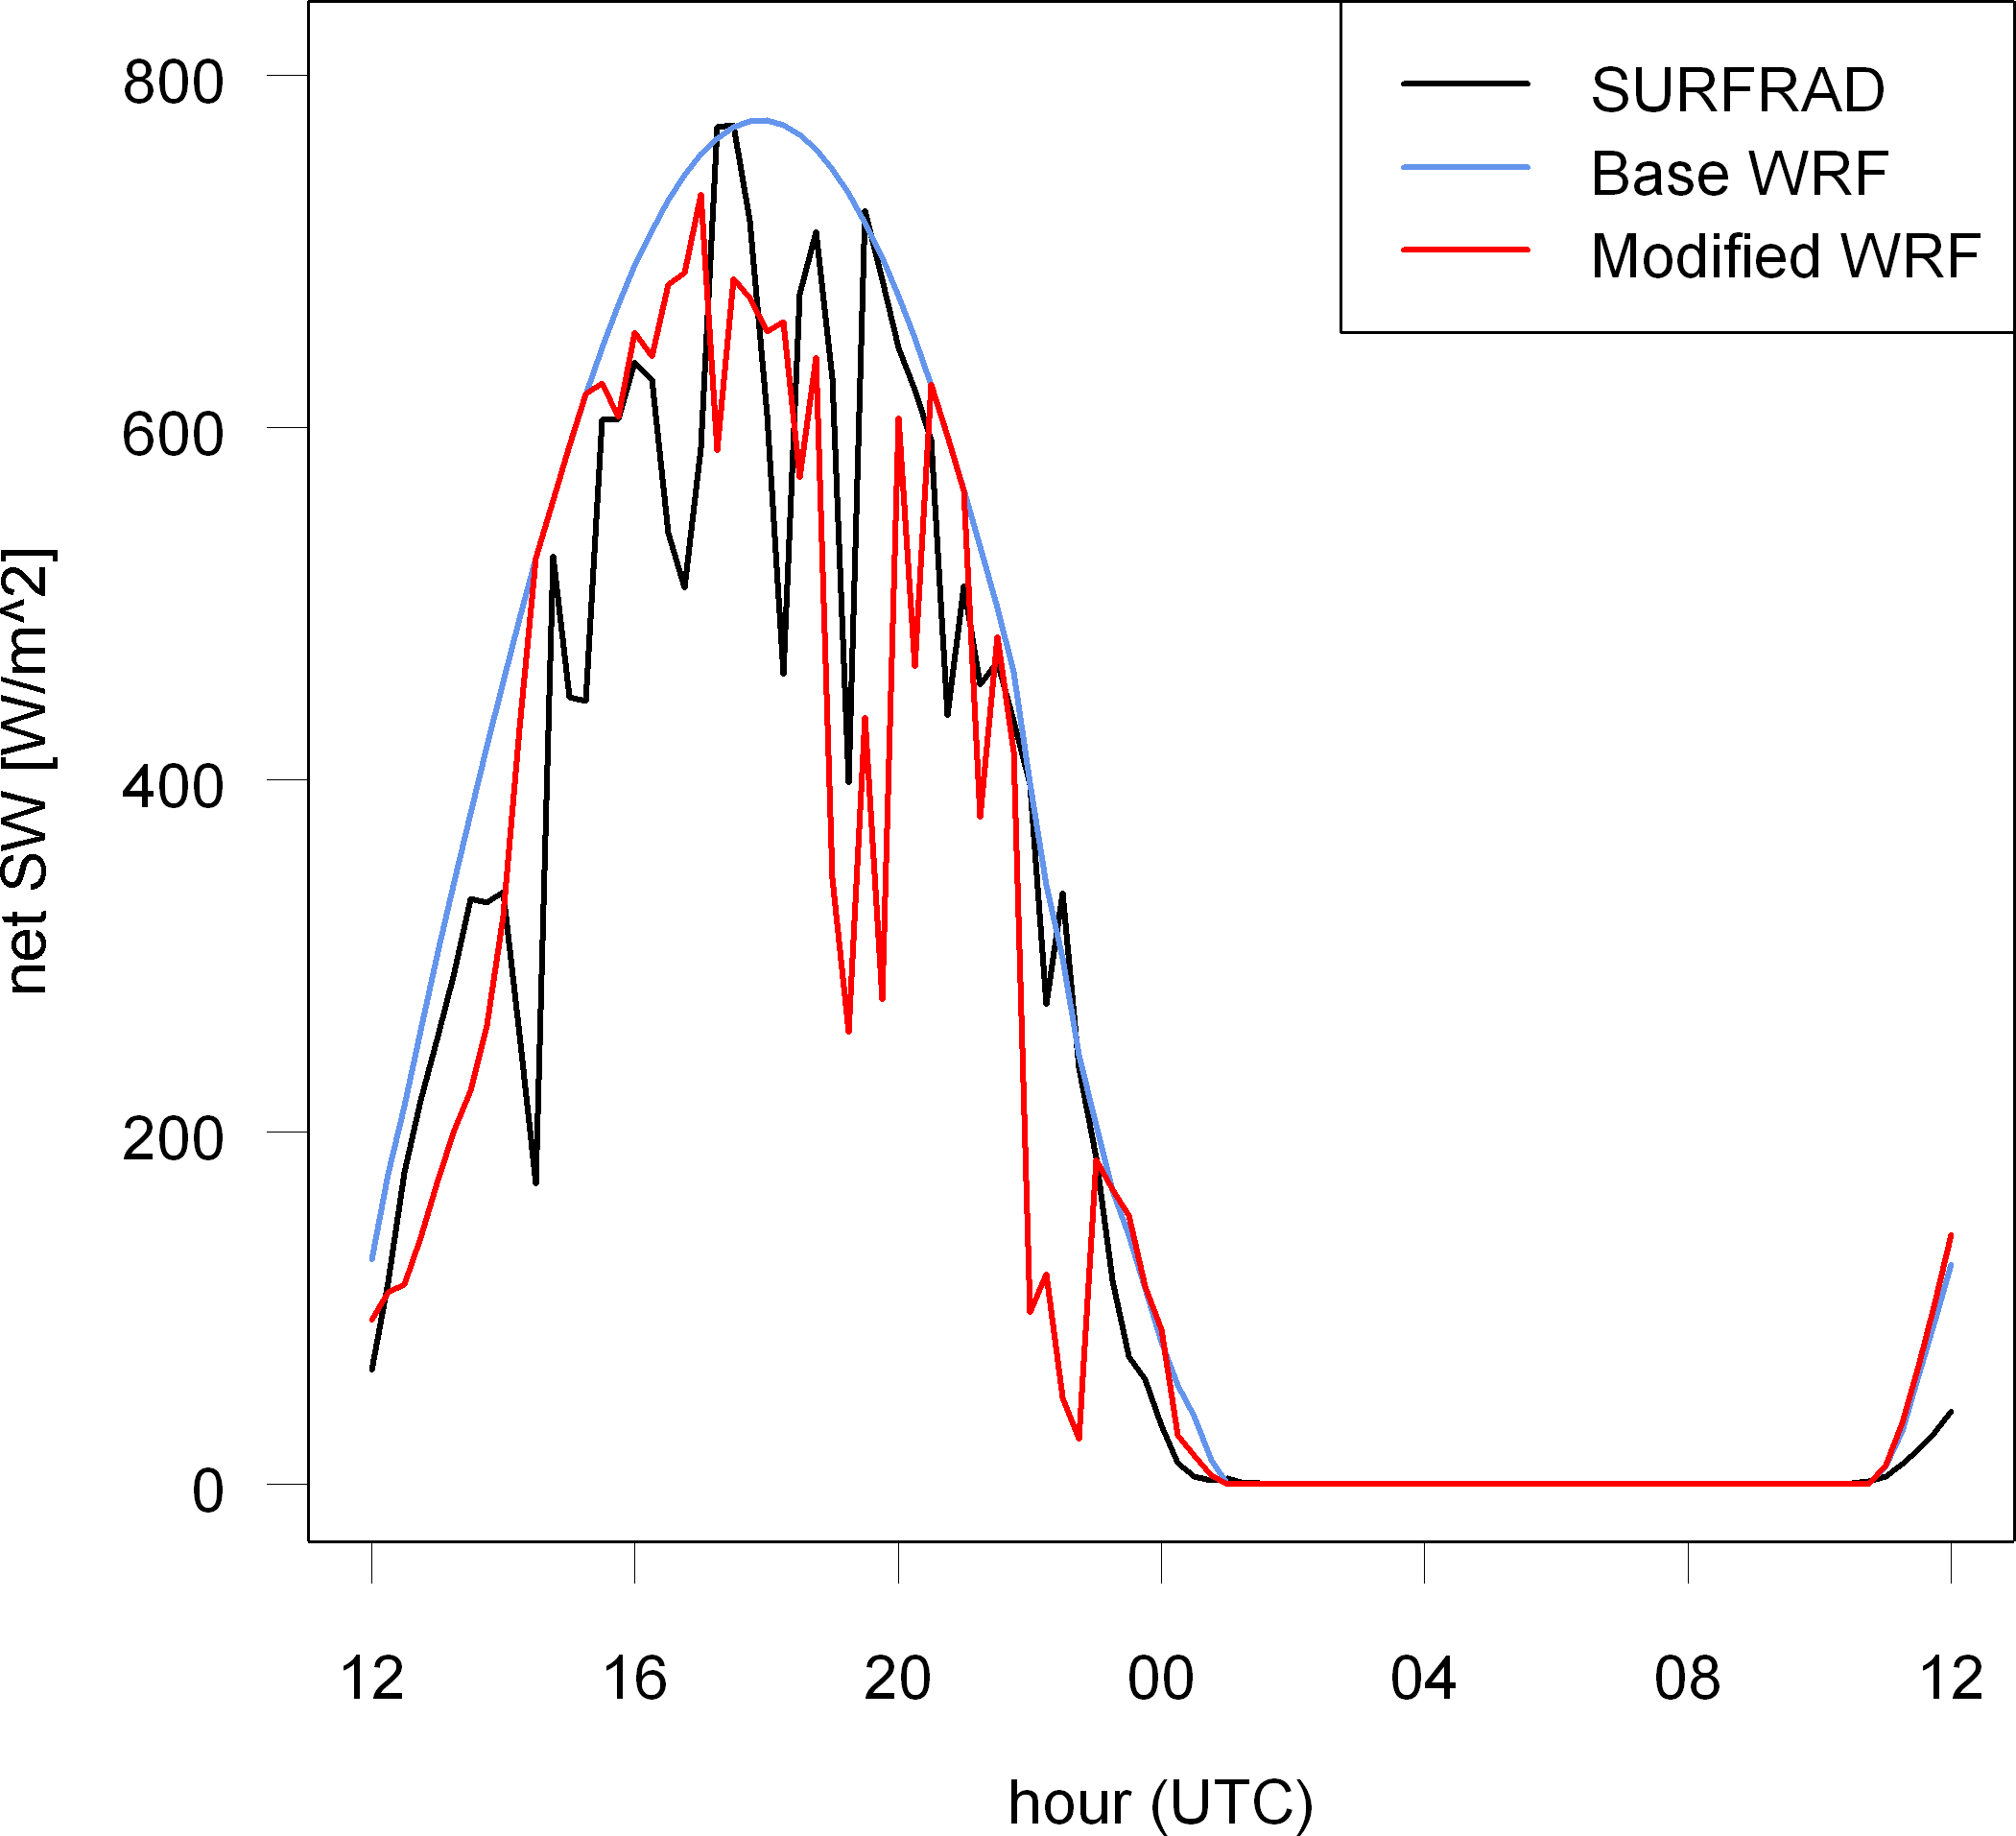 800
600
400
200
0
net SW [W/m^2]
SURFRAD
Base WRF
Modified WRF
12 16 20 00 04 08 12
hour (UTC)